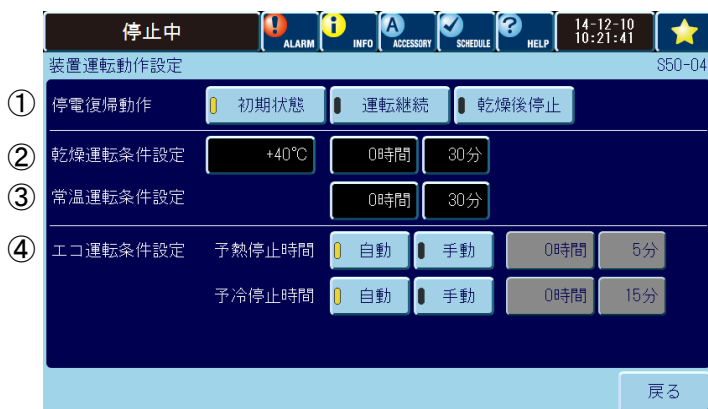 停止中 ALARM INFO ACCESSORY SCHEDULE HELP 14-12-10
10:21:41
装置運転動作設定 S50-04
① 停電復帰動作 初期状態 運転継続 乾燥後停止
② 乾燥運転条件設定 +40℃ 0時間 30分
③ 常温運転条件設定 0時間 30分
④ エコ運転条件設定 予熱停止時間 自動 手動 0時間 5分
予冷停止時間 自動 手動 0時間 15分
戻る